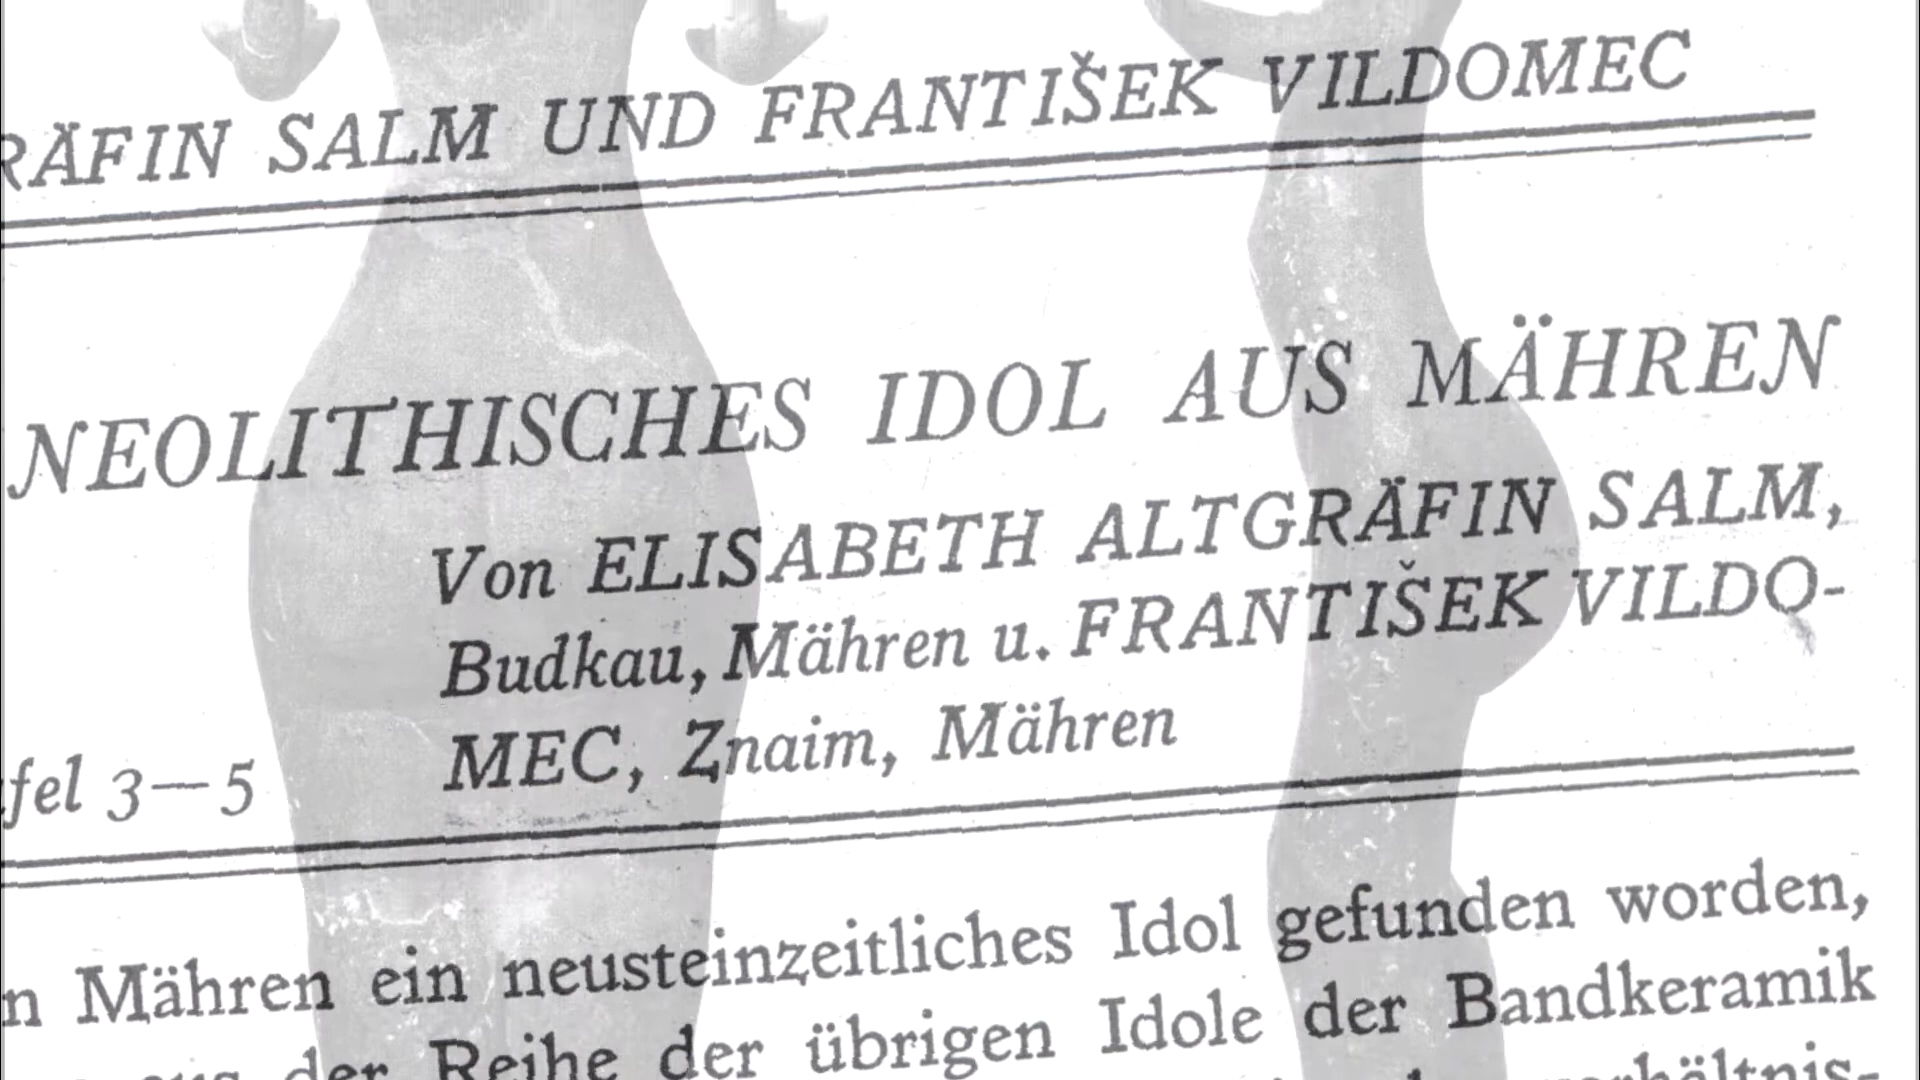 RÄFIN SALM UND FRANTIŠEK VILDOMEC
NEOLITHISCHES IDOL AUS MÄHREN
Von ELISABETH ALTGRÄFIN SALM,
Budkau, Mähren u. FRANTIŠEK VILDO-
MEC, Znaim, Mähren
fel 3—5
n Mähren ein neusteinzeitliches Idol gefunden worden,
aus der Reihe der übrigen Idole der Bandkeramik